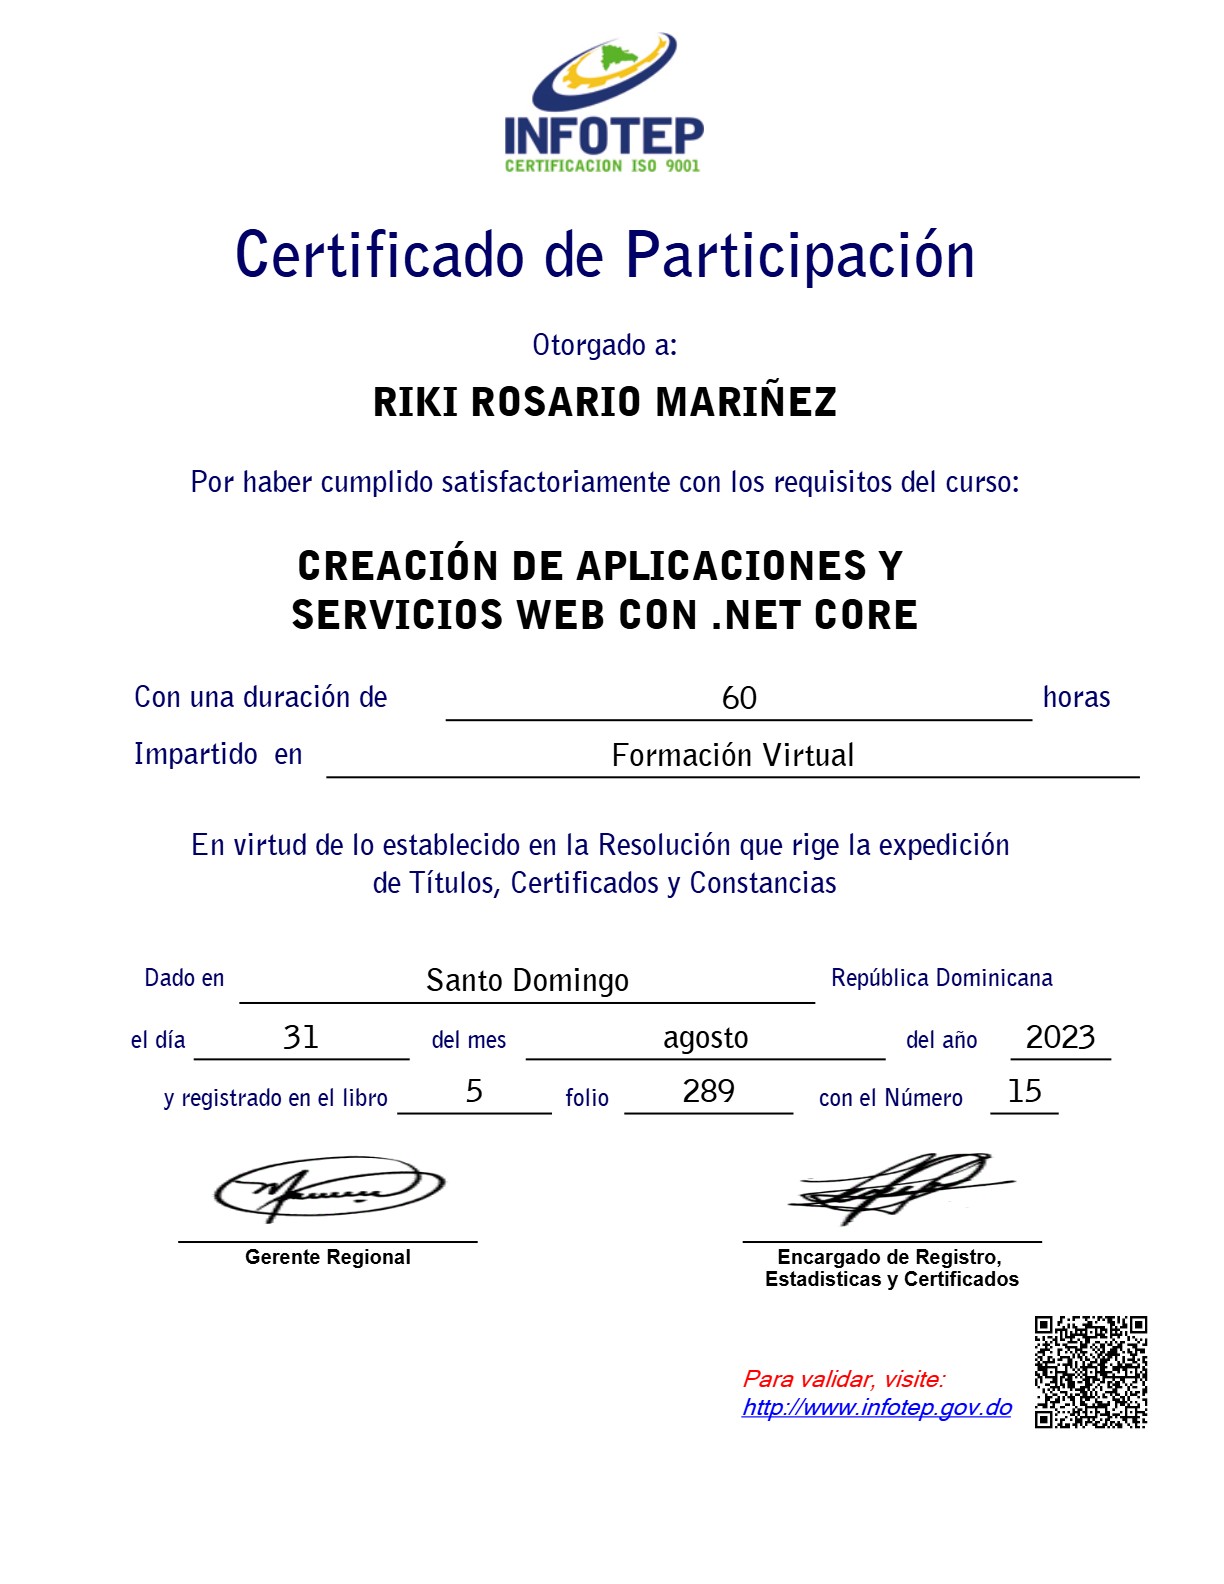 INFOTEP
CERTIFICACION ISO 9001
Certificado de Participación
Otorgado a:
RIKI ROSARIO MARIÑEZ
Por haber cumplido satisfactoriamente con los requisitos del curso:
CREACIÓN DE APLICACIONES Y
SERVICIOS WEB CON .NET CORE
Con una duración de 60 horas
Impartido en Formación Virtual
En virtud de lo establecido en la Resolución que rige la expedición
de Títulos, Certificados y Constancias
Dado en Santo Domingo República Dominicana
el día 31 del mes agosto del año 2023
y registrado en el libro 5 folio 289 con el Número 15
Gerente Regional
Encargado de Registro,
Estadisticas y Certificados
Para validar, visite:
http://www.infotep.gov.do